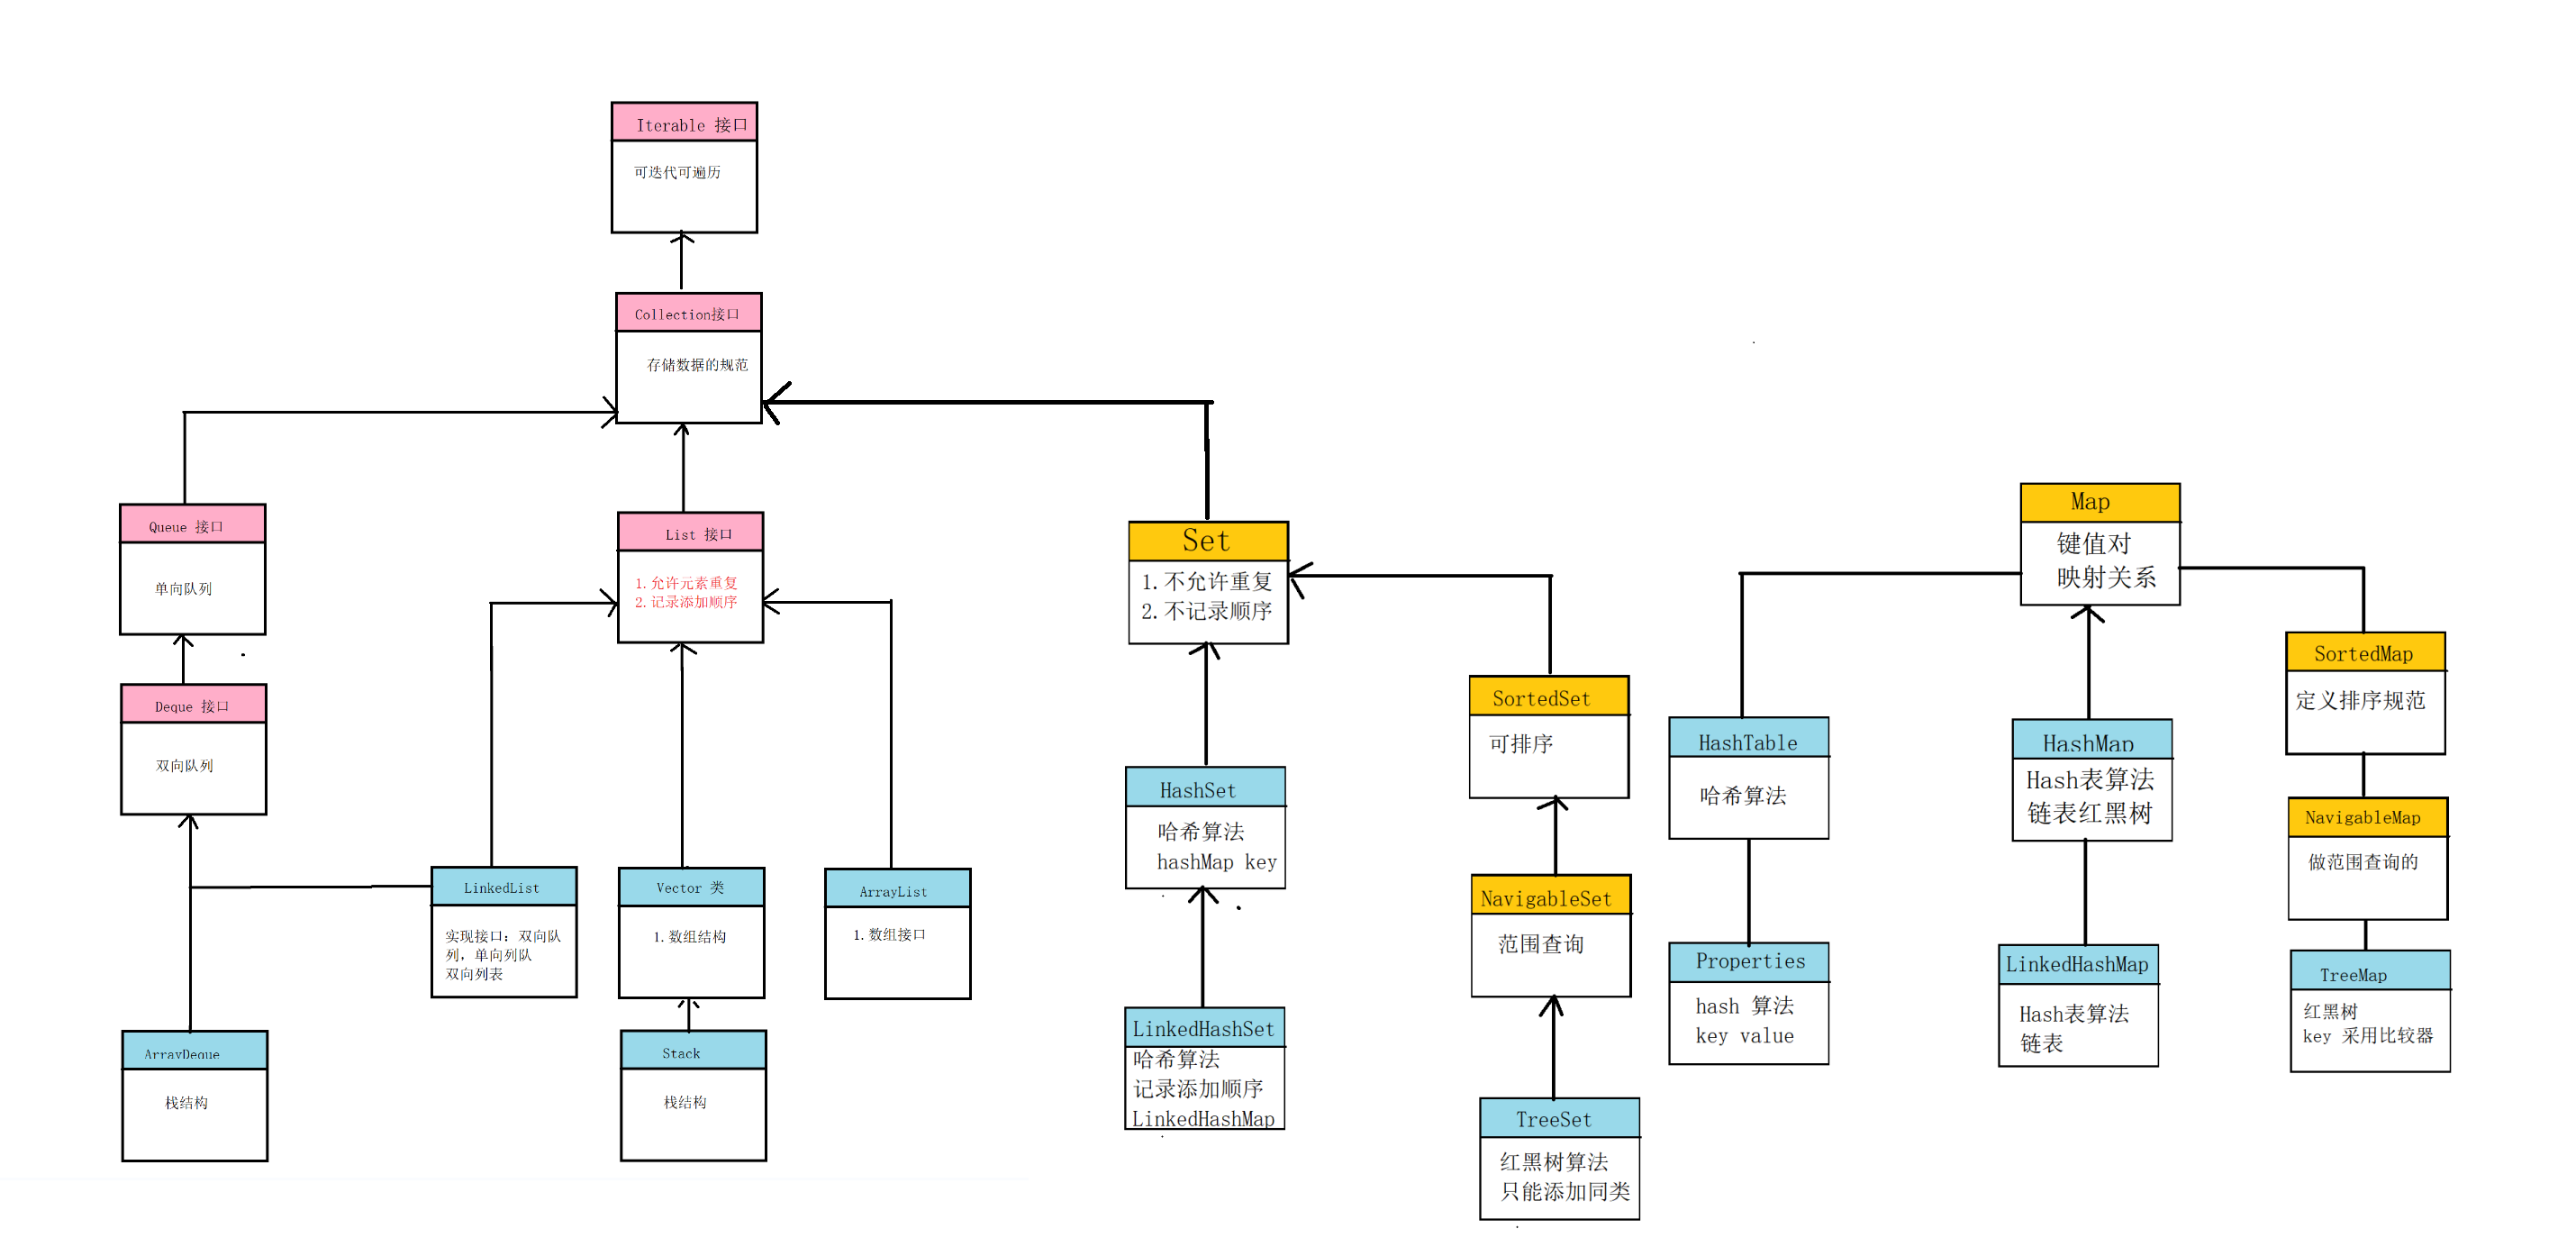 Iterable 接口
可迭代可遍历
Collection接口
存储数据的规范
Queue 接口
单向队列
Deque 接口
双向队列
ArrayDeque
栈结构
List 接口
1.允许元素重复
2.记录添加顺序
LinkedList
实现接口：双向队
列，单向列队
双向列表
Vector 类
1.数组结构
Stack
栈结构
ArrayList
1.数组接口
Set
1.不允许重复
2.不记录顺序
HashSet
哈希算法
hashMap key
LinkedHashSet
哈希算法
记录添加顺序
LinkedHashMap
SortedSet
可排序
NavigableSet
范围查询
TreeSet
红黑树算法
只能添加同类
Map
键值对
映射关系
HashTable
哈希算法
Properties
hash 算法
key value
HashMap
Hash表算法
链表红黑树
LinkedHashMap
Hash表算法
链表
SortedMap
定义排序规范
NavigableMap
做范围查询的
TreeMap
红黑树
key 采用比较器